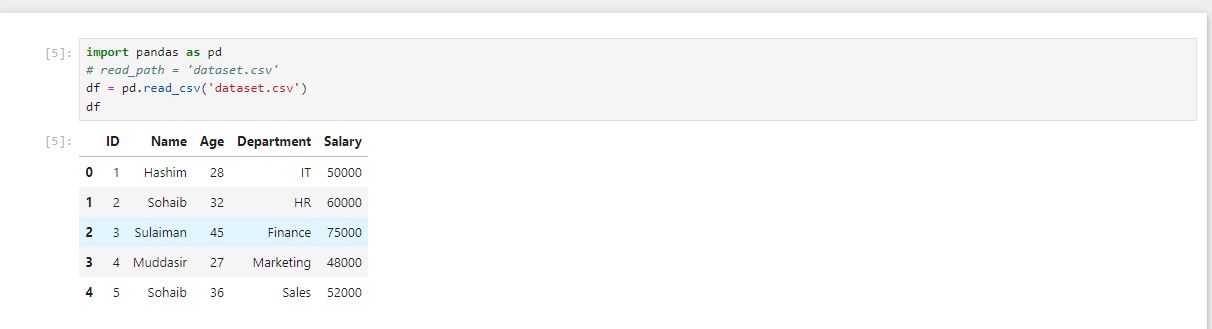 [5]: import pandas as pd
# read_path = 'dataset.csv'
df = pd.read_csv('dataset.csv')
df
[5]: ID Name Age Department Salary
0 1 Hashim 28 IT 50000
1 2 Sohaib 32 HR 60000
2 3 Sulaiman 45 Finance 75000
3 4 Muddasir 27 Marketing 48000
4 5 Sohaib 36 Sales 52000